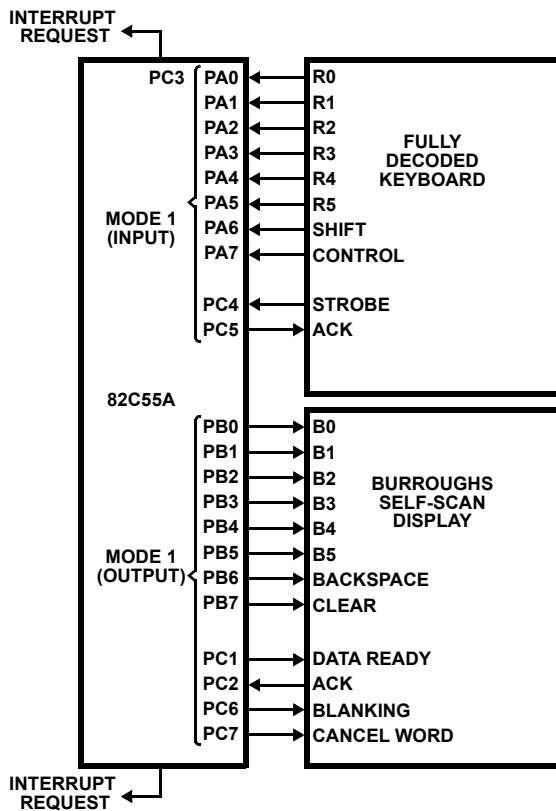 INTERRUPT
REQUEST
PC3 PA0 R0
PA1 R1
PA2 R2
PA3 R3
PA4 R4
PA5 R5
PA6 SHIFT
PA7 CONTROL
MODE 1
(INPUT)
FULLY
DECODED
KEYBOARD
PC4 STROBE
PC5 ACK
82C55A
PB0 B0
PB1 B1
PB2 B2
PB3 B3
PB4 B4
PB5 B5
PB6 BACKSPACE
PB7 CLEAR
MODE 1
(OUTPUT)
BURROUGHS
SELF-SCAN
DISPLAY
PC1 DATA READY
PC2 ACK
PC6 BLANKING
PC7 CANCEL WORD
INTERRUPT
REQUEST